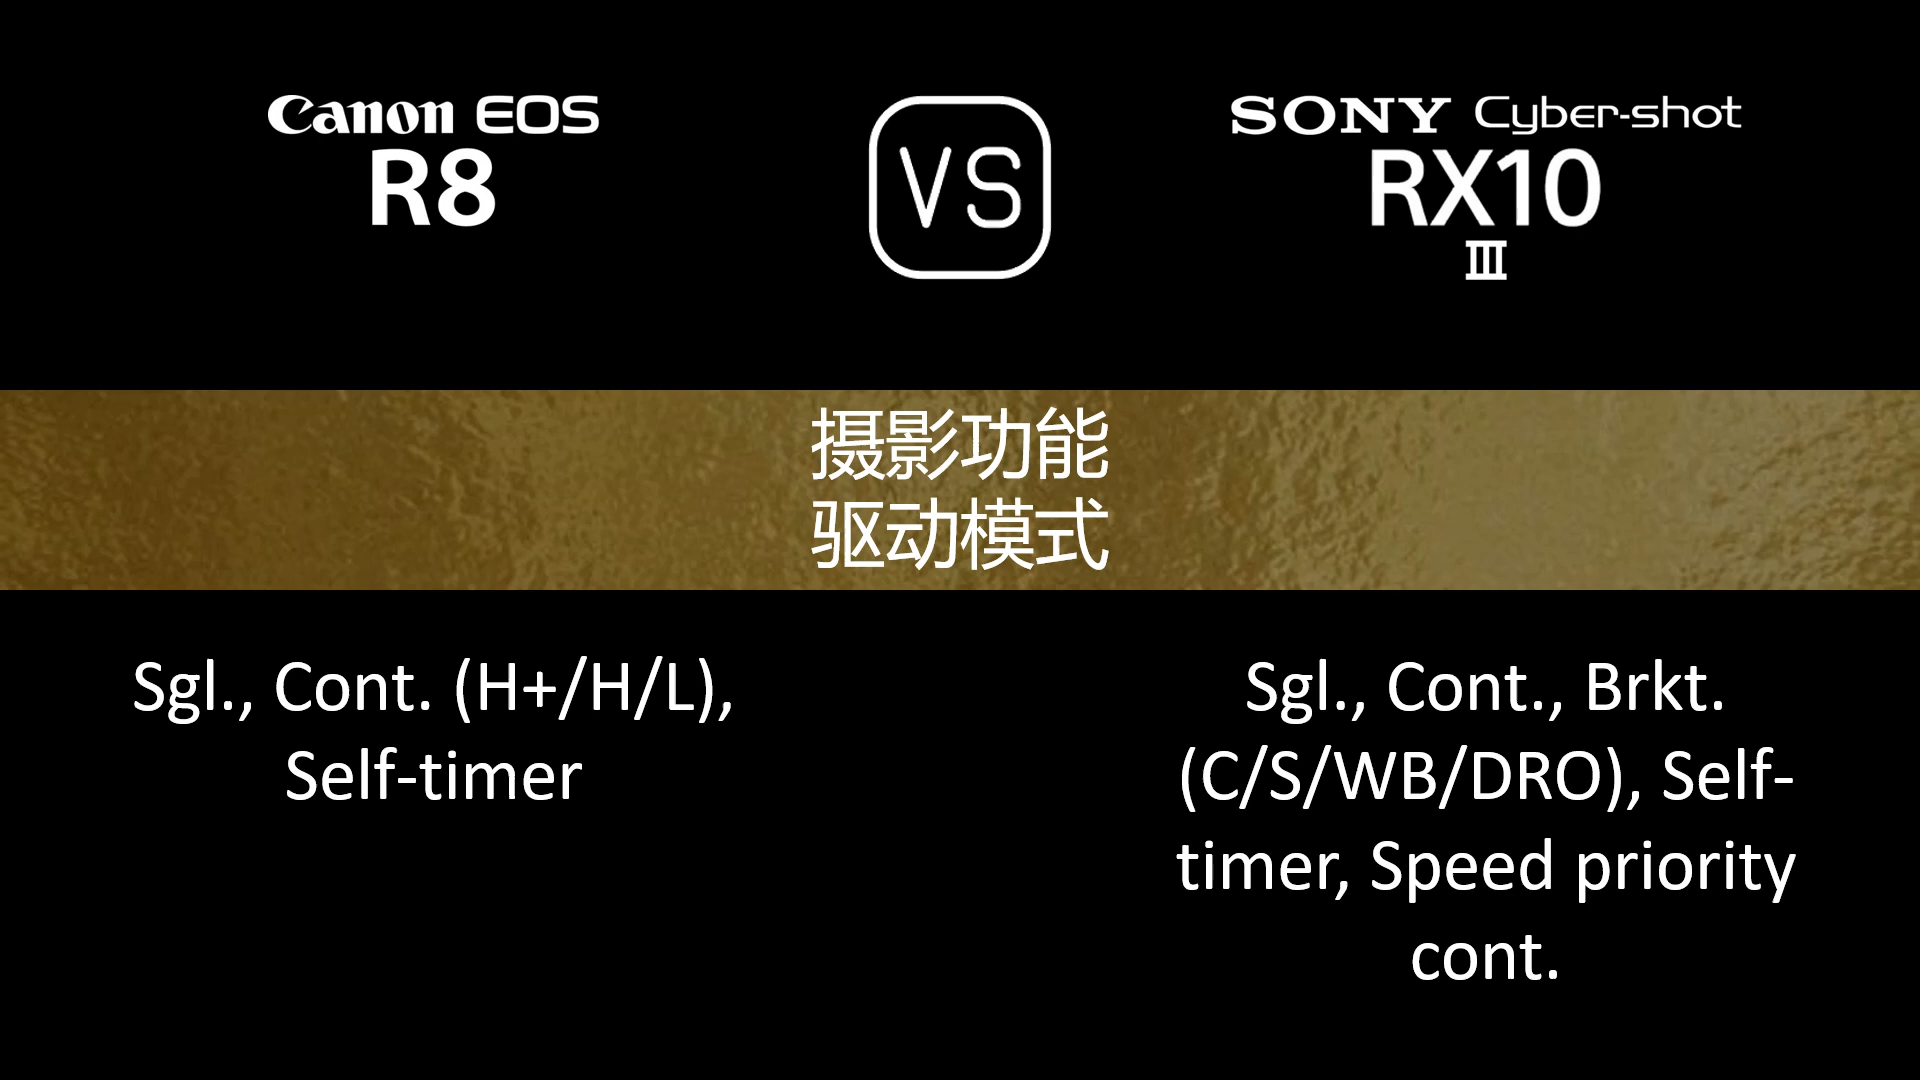 Canon EOS
R8
VS
SONY Cyber-shot
RX10
III
摄影功能
驱动模式
Sgl., Cont. (H+/H/L),
Self-timer
Sgl., Cont., Brkt.
(C/S/WB/DRO), Self-
timer, Speed priority
cont.